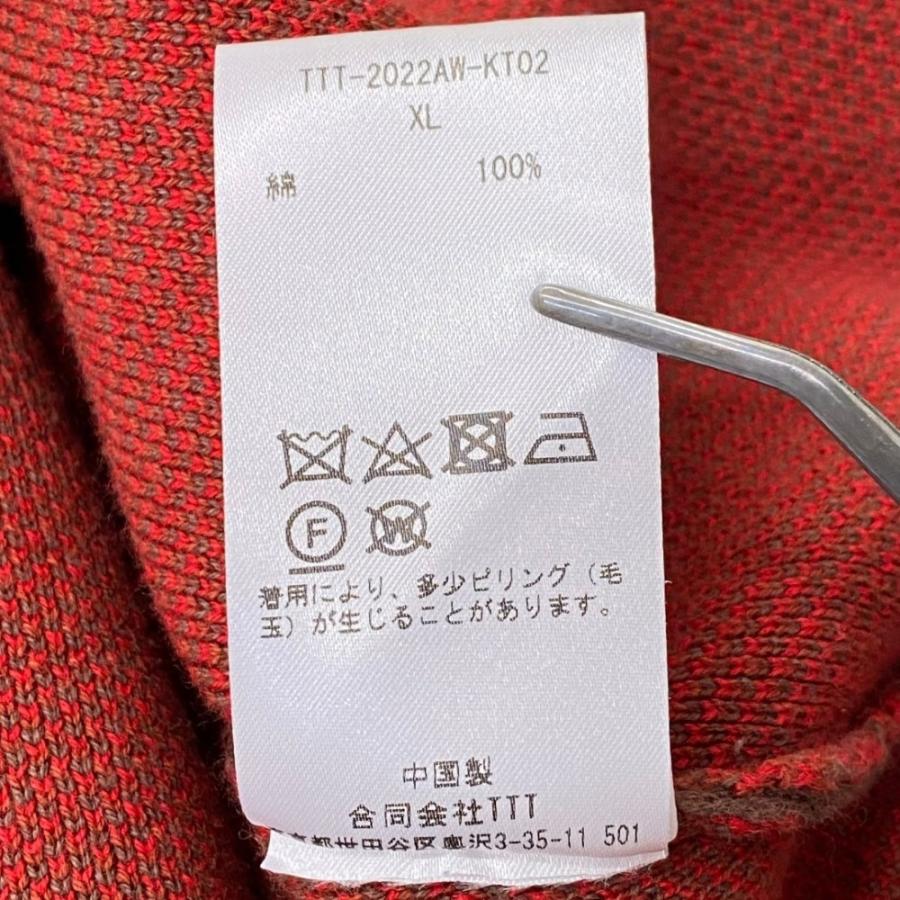 TTT-2022AW-KT02
XL
綿 100%
F
W
着用により、多少ピリング（毛
玉）が生じることがあります。
中国製
合同会社TTT
都世田谷区奥沢3-35-11 501